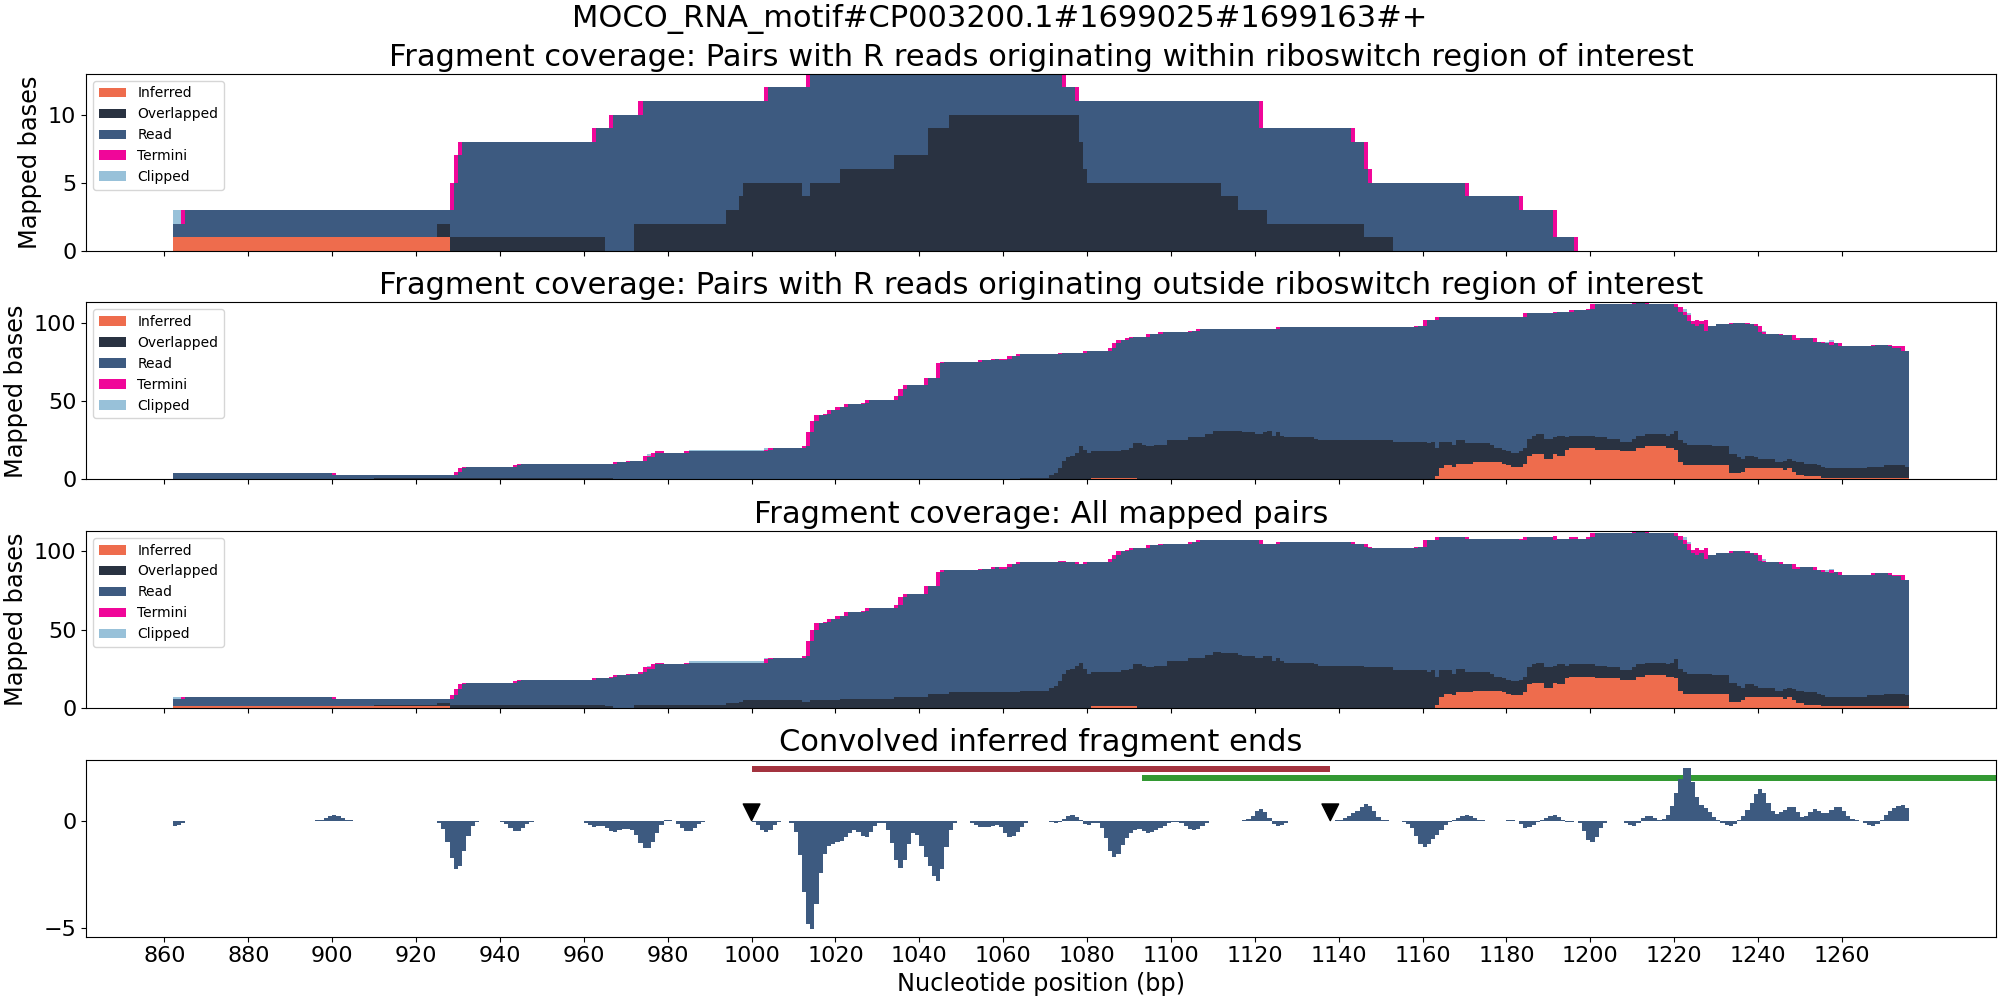 MOCO_RNA_motif#CP003200.1#1699025#1699163#+
Fragment coverage: Pairs with R reads originating within riboswitch region of interest
Mapped bases
10
5
0
Inferred
Overlapped
Read
Termini
Clipped
Fragment coverage: Pairs with R reads originating outside riboswitch region of interest
Mapped bases
100
50
0
Inferred
Overlapped
Read
Termini
Clipped
Fragment coverage: All mapped pairs
Mapped bases
100
50
0
Inferred
Overlapped
Read
Termini
Clipped
Convolved inferred fragment ends
0
−5
860 880 900 920 940 960 980 1000 1020 1040 1060 1080 1100 1120 1140 1160 1180 1200 1220 1240 1260
Nucleotide position (bp)